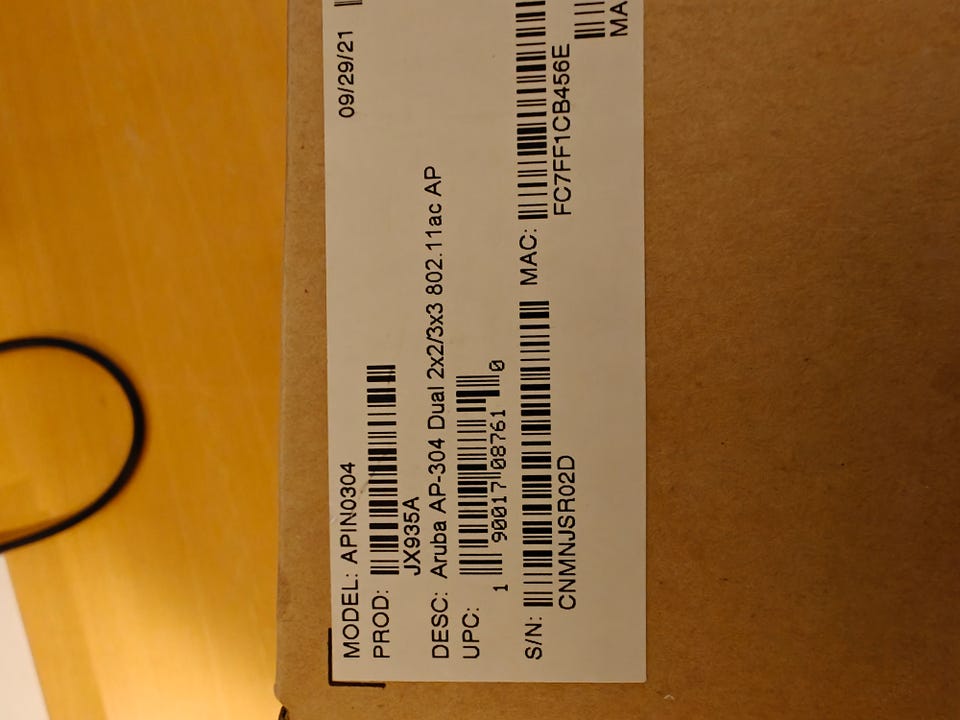 MODEL: APIN0304 09/29/21
PROD:
JX935A
DESC: Aruba AP-304 Dual 2x2/3x3 802.11ac AP
UPC:
1 90017 08761 0
S/N: MAC:
CNMNJSR02D FC7FF1CB456E
MA